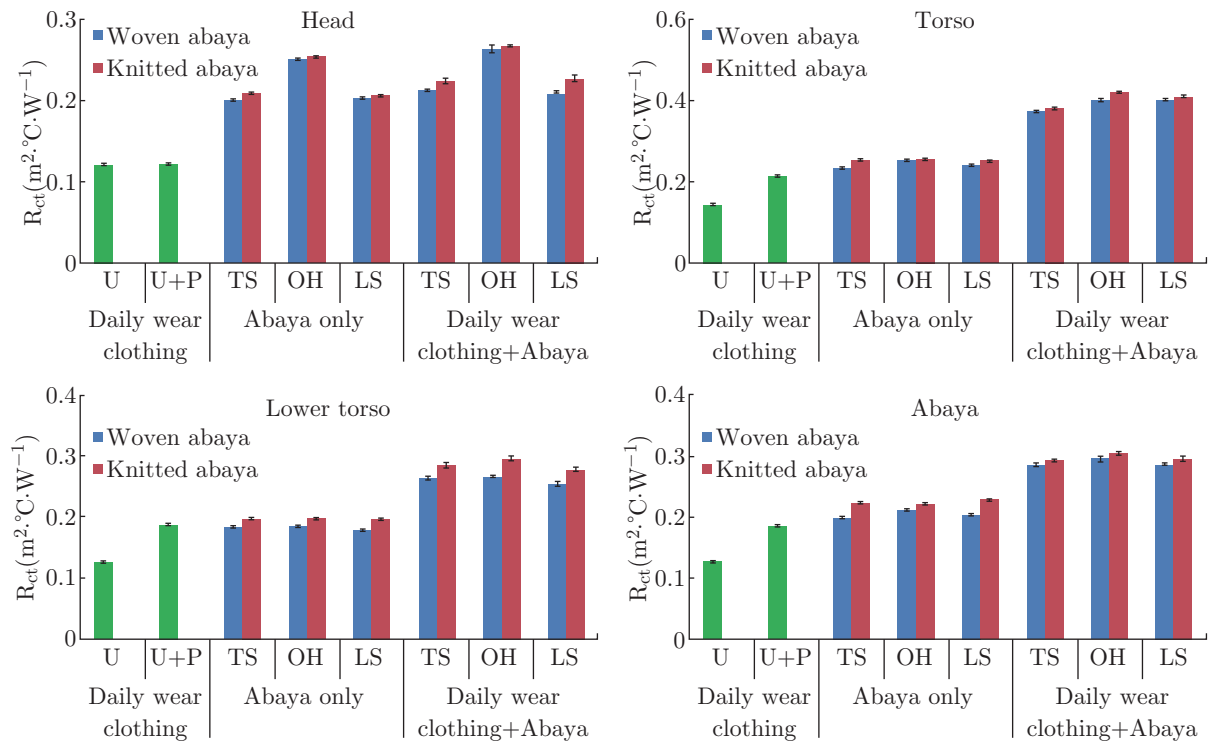 Head
Woven abaya
Knitted abaya
R_ct(m²·℃·W⁻¹)
0.3
0.2
0.1
0
U U+P TS OH LS TS OH LS
Daily wear Abaya only Daily wear
clothing clothing+Abaya
Torso
Woven abaya
Knitted abaya
R_ct(m²·℃·W⁻¹)
0.6
0.4
0.2
0
U U+P TS OH LS TS OH LS
Daily wear Abaya only Daily wear
clothing clothing+Abaya
Lower torso
Woven abaya
Knitted abaya
R_ct(m²·℃·W⁻¹)
0.4
0.3
0.2
0.1
0
U U+P TS OH LS TS OH LS
Daily wear Abaya only Daily wear
clothing clothing+Abaya
Abaya
Woven abaya
Knitted abaya
R_ct(m²·℃·W⁻¹)
0.4
0.3
0.2
0.1
0
U U+P TS OH LS TS OH LS
Daily wear Abaya only Daily wear
clothing clothing+Abaya